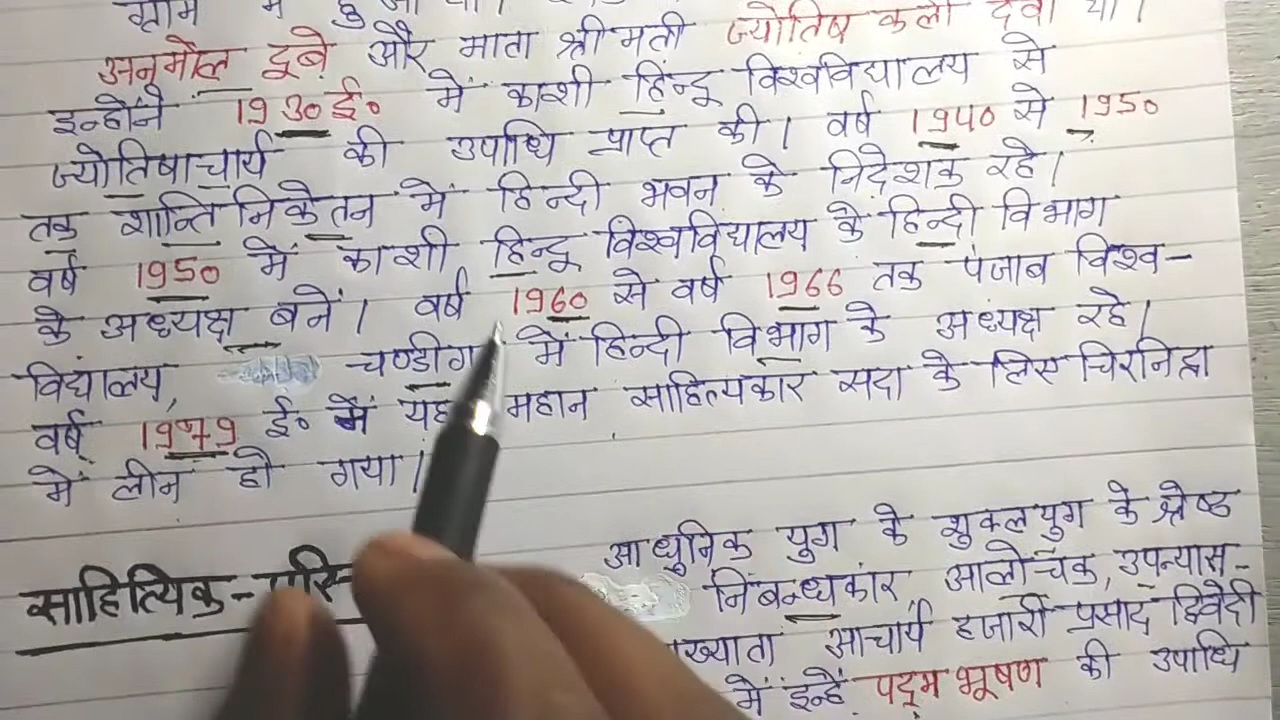 ग्राम में हुआ था।
अनमोल दूबे और माता श्रीमती ज्योतिष कला देवी थी।
इन्होंने 1930 ई० में काशी हिन्दू विश्वविद्यालय से
ज्योतिषाचार्य की उपाधि प्राप्त की। वर्ष 1940 से 1950
तक शान्ति निकेतन में हिन्दी भवन के निदेशक रहे।
वर्ष 1950 में काशी हिन्दू विश्वविद्यालय के हिन्दी विभाग
के अध्यक्ष बनें। वर्ष 1960 से वर्ष 1966 तक पंजाब विश्व-
विद्यालय, चण्डीग में हिन्दी विभाग के अध्यक्ष रहे।
वर्ष 1979 ई० में यह महान साहित्यकार सदा के लिए चिरनिद्रा
में लीन हो गया।
साहित्यिक-परि आधुनिक युग के शुक्लयुग के श्रेष्ठ
निबन्धकार, आलोचक, उपन्यास-
ख्याता आचार्य हजारी प्रसाद द्विवेदी
में इन्हें पद्म भूषण की उपाधि